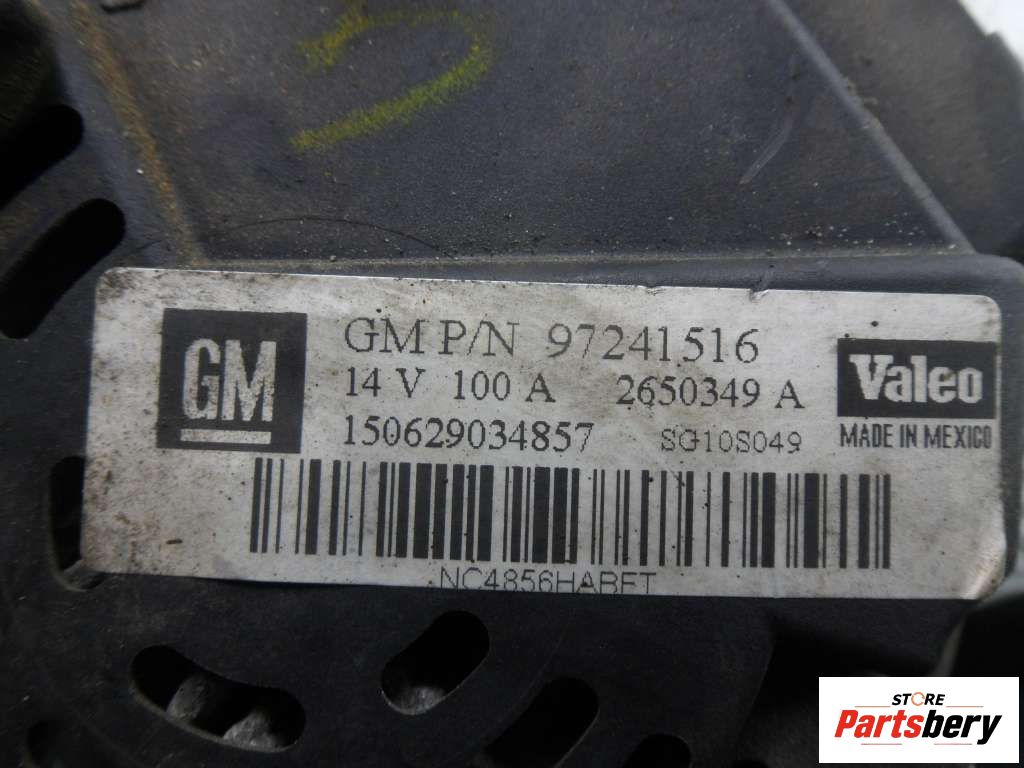 GM
GM P/N 97241516
14 V 100 A 2650349 A
150629034857 SG10S049
Valeo
MADE IN MEXICO
NC4856HABFT
STORE
Partsbery